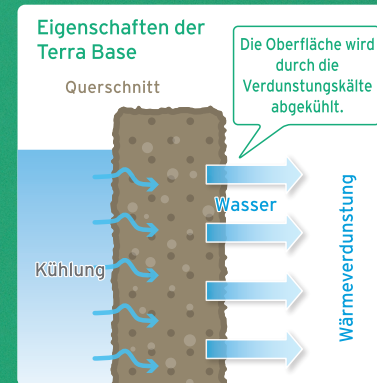 Eigenschaften der
Terra Base
Querschnitt
Die Oberfläche wird
durch die
Verdunstungskälte
abgekühlt.
Wasser
Kühlung
Wärmeverdunstung